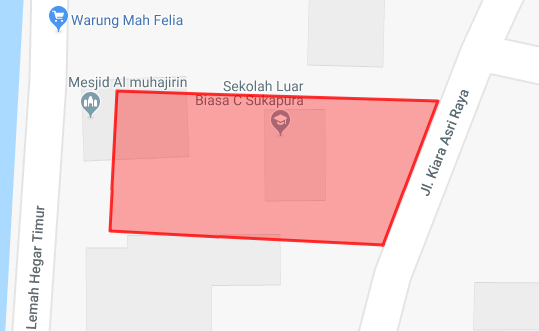 Warung Mah Felia
Mesjid Al muhajirin
Sekolah Luar
Biasa C Sukapura
Jl. Kiara Asri Raya
Lemah Hegar Timur